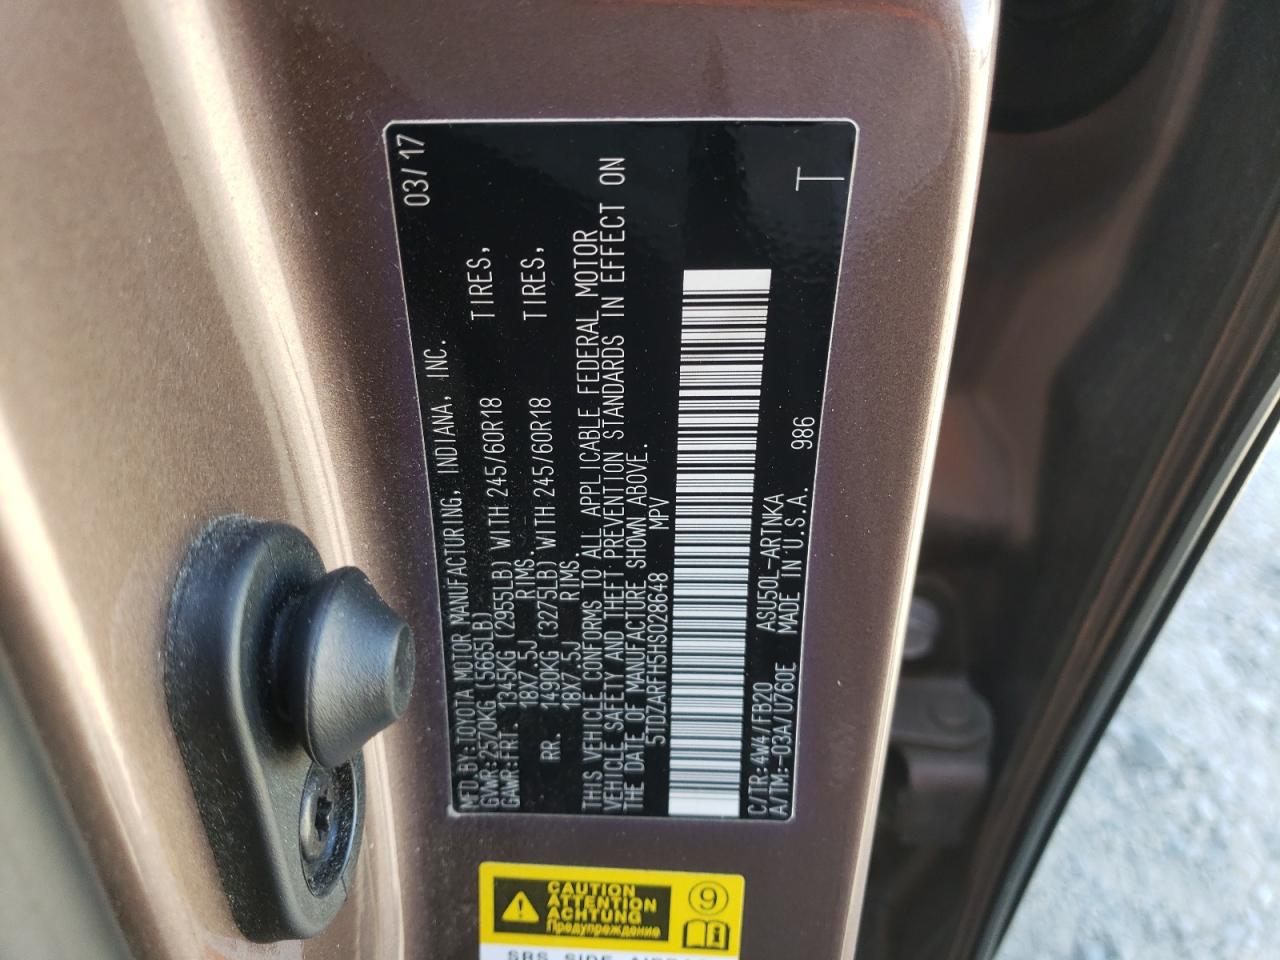 MFD.BY:TOYOTA MOTOR MANUFACTURING, INDIANA, INC. 03/17
GVWR:2570KG (5665LB)
GAWR:FRT. 1345KG (2955LB) WITH 245/60R18 TIRES,
18X7.5J RIMS
RR. 1490KG (3275LB) WITH 245/60R18 TIRES,
18X7.5J RIMS.
THIS VEHICLE CONFORMS TO ALL APPLICABLE FEDERAL MOTOR
VEHICLE SAFETY AND THEFT PREVENTION STANDARDS IN EFFECT ON
THE DATE OF MANUFACTURE SHOWN ABOVE.
5TDZARFH5HS028648 MPV
C/TR:4W4/FB20 ASU50L-ARTNKA 986
A/TM:-03A/U760E MADE IN U.S.A. T
CAUTION
ATTENTION
ACHTUNG
Предупреждение
9
SRS SIDE